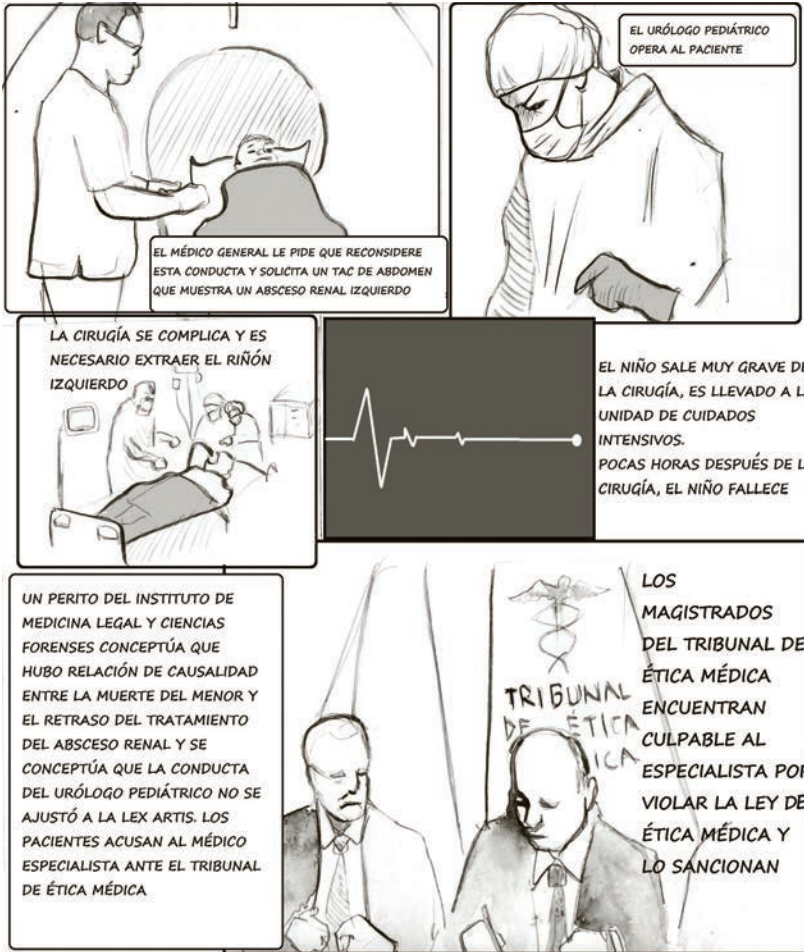 EL MÉDICO GENERAL LE PIDE QUE RECONSIDERE
ESTA CONDUCTA Y SOLICITA UN TAC DE ABDOMEN
QUE MUESTRA UN ABSCESO RENAL IZQUIERDO
EL URÓLOGO PEDIÁTRICO
OPERA AL PACIENTE
LA CIRUGÍA SE COMPLICA Y ES
NECESARIO EXTRAER EL RIÑÓN
IZQUIERDO
EL NIÑO SALE MUY GRAVE DE
LA CIRUGÍA, ES LLEVADO A L
UNIDAD DE CUIDADOS
INTENSIVOS.
POCAS HORAS DESPUÉS DE L
CIRUGÍA, EL NIÑO FALLECE
UN PERITO DEL INSTITUTO DE
MEDICINA LEGAL Y CIENCIAS
FORENSES CONCEPTÚA QUE
HUBO RELACIÓN DE CAUSALIDAD
ENTRE LA MUERTE DEL MENOR Y
EL RETRASO DEL TRATAMIENTO
DEL ABSCESO RENAL Y SE
CONCEPTÚA QUE LA CONDUCTA
DEL URÓLOGO PEDIÁTRICO NO SE
AJUSTÓ A LA LEX ARTIS. LOS
PACIENTES ACUSAN AL MÉDICO
ESPECIALISTA ANTE EL TRIBUNAL
DE ÉTICA MÉDICA
TRIBUNAL
DE ÉTICA
ICA
LOS
MAGISTRADOS
DEL TRIBUNAL DE
ÉTICA MÉDICA
ENCUENTRAN
CULPABLE AL
ESPECIALISTA POR
VIOLAR LA LEY DE
ÉTICA MÉDICA Y
LO SANCIONAN